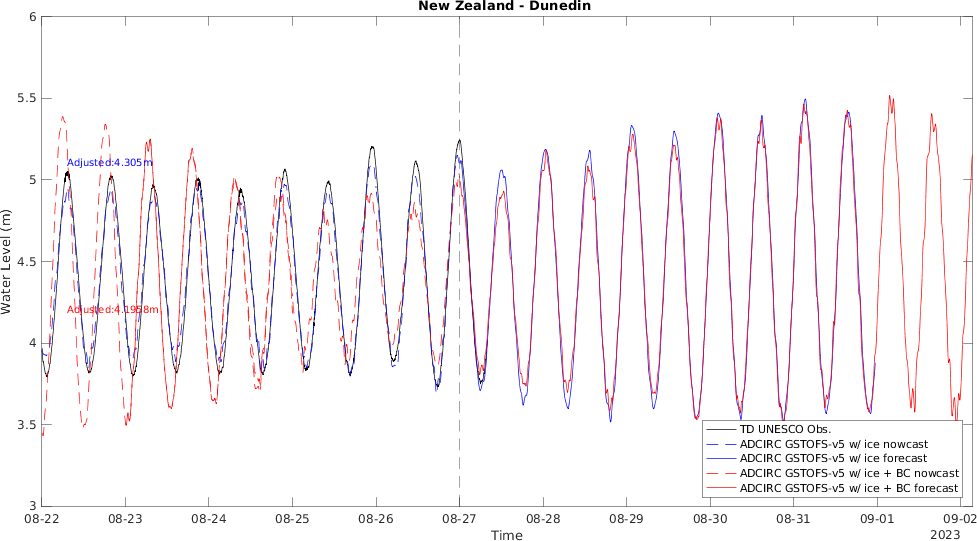 New Zealand - Dunedin
6
5.5
5
4.5
4
3.5
3
Water Level (m)
Adjusted:4.305m
Adjusted:4.1958m
TD UNESCO Obs.
ADCIRC GSTOFS-v5 w/ ice nowcast
ADCIRC GSTOFS-v5 w/ ice forecast
ADCIRC GSTOFS-v5 w/ ice + BC nowcast
ADCIRC GSTOFS-v5 w/ ice + BC forecast
08-22 08-23 08-24 08-25 08-26 08-27 08-28 08-29 08-30 08-31 09-01 09-02
Time
2023